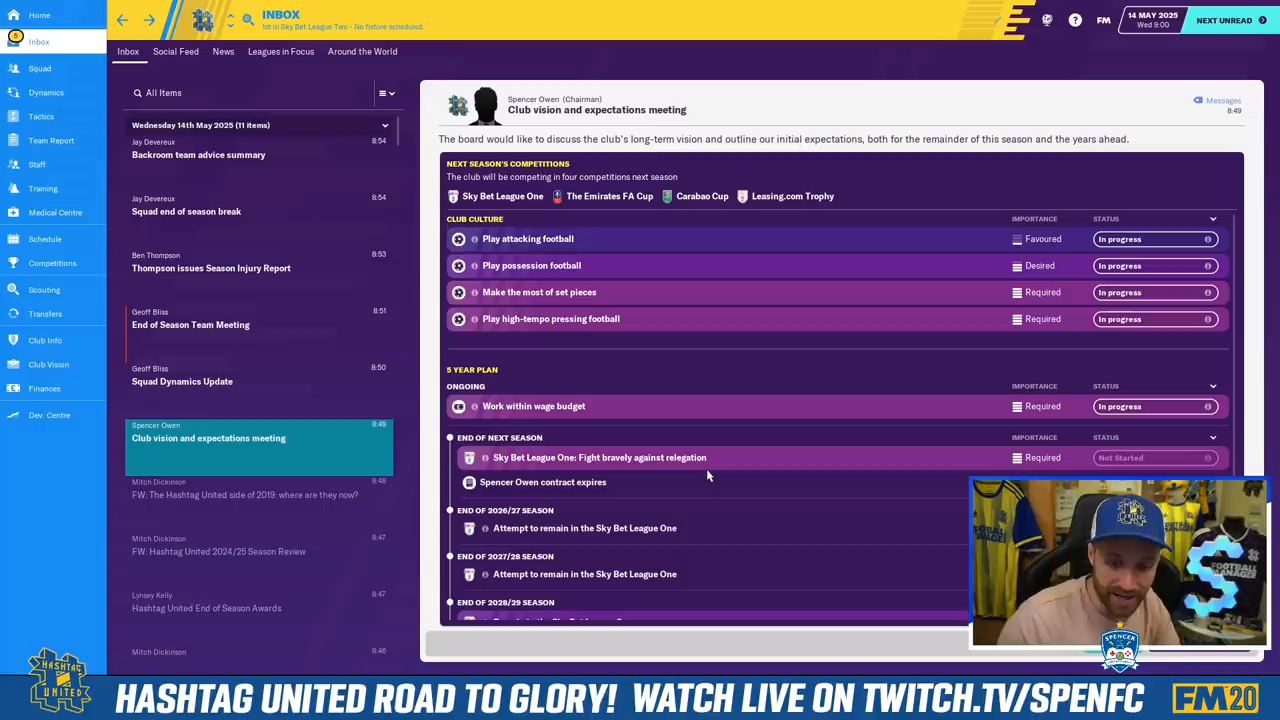 Home
5
Inbox
Squad
Dynamics
Tactics
Team Report
Staff
Training
Medical Centre
Schedule
Competitions
Scouting
Transfers
Club Info
Club Vision
Finances
Dev. Centre
INBOX
1st in Sky Bet League Two - No fixture scheduled.
FM
14 MAY 2025
Wed 9:00
NEXT UNREAD
Inbox Social Feed News Leagues in Focus Around the World
All Items
Wednesday 14th May 2025 (11 items)
Jay Devereux 8:54
Backroom team advice summary
Jay Devereux 8:54
Squad end of season break
Ben Thompson 8:53
Thompson issues Season Injury Report
Geoff Bliss 8:51
End of Season Team Meeting
Geoff Bliss 8:50
Squad Dynamics Update
Spencer Owen 8:49
Club vision and expectations meeting
Mitch Dickinson 8:48
FW: The Hashtag United side of 2019: where are they now?
Mitch Dickinson 8:47
FW: Hashtag United 2024/25 Season Review
Lynsey Kelly 8:47
Hashtag United End of Season Awards
Mitch Dickinson 8:46
Spencer Owen (Chairman)
Club vision and expectations meeting
Messages
8:49
The board would like to discuss the club's long-term vision and outline our initial expectations, both for the remainder of this season and the years ahead.
NEXT SEASON'S COMPETITIONS
The club will be competing in four competitions next season
Sky Bet League One The Emirates FA Cup Carabao Cup Leasing.com Trophy
CLUB CULTURE IMPORTANCE STATUS
Play attacking football Favoured In progress
Play possession football Desired In progress
Make the most of set pieces Required In progress
Play high-tempo pressing football Required In progress
5 YEAR PLAN
ONGOING IMPORTANCE STATUS
Work within wage budget Required In progress
END OF NEXT SEASON IMPORTANCE STATUS
Sky Bet League One: Fight bravely against relegation Required Not Started
Spencer Owen contract expires
END OF 2026/27 SEASON
Attempt to remain in the Sky Bet League One
END OF 2027/28 SEASON
Attempt to remain in the Sky Bet League One
END OF 2028/29 SEASON
FOOTBALL
MANAGER
SPENCER
HASHTAG
UNITED
HASHTAG UNITED ROAD TO GLORY! WATCH LIVE ON TWITCH.TV/SPENFC
FM20